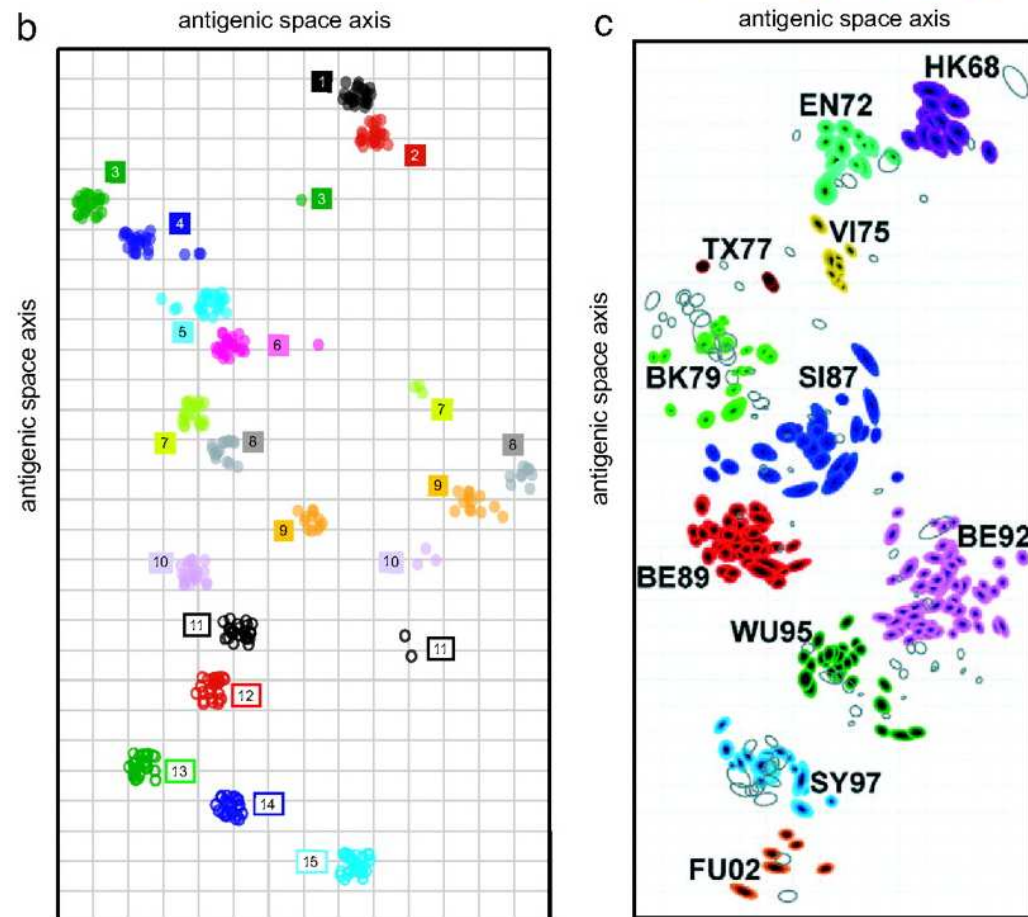 b
antigenic space axis
antigenic space axis
1
2
3
3
4
5
6
7
7
8
8
9
9
10
10
11
11
12
13
14
15
c
antigenic space axis
antigenic space axis
HK68
EN72
VI75
TX77
BK79
SI87
BE92
BE89
WU95
SY97
FU02